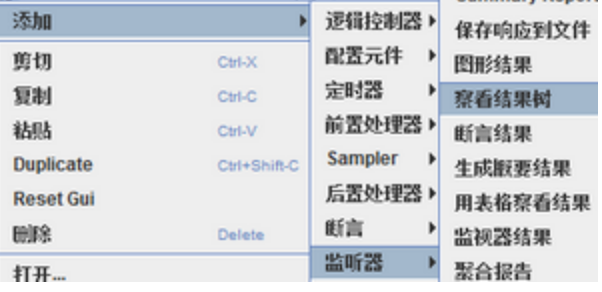 添加
剪切 Ctrl-X
复制 Ctrl-C
粘贴 Ctrl-V
Duplicate Ctrl+Shift-C
Reset Gui
删除 Delete
打开...
逻辑控制器
配置元件
定时器
前置处理器
Sampler
后置处理器
断言
监听器
Summary Report
保存响应到文件
图形结果
察看结果树
断言结果
生成概要结果
用表格察看结果
监视器结果
聚合报告